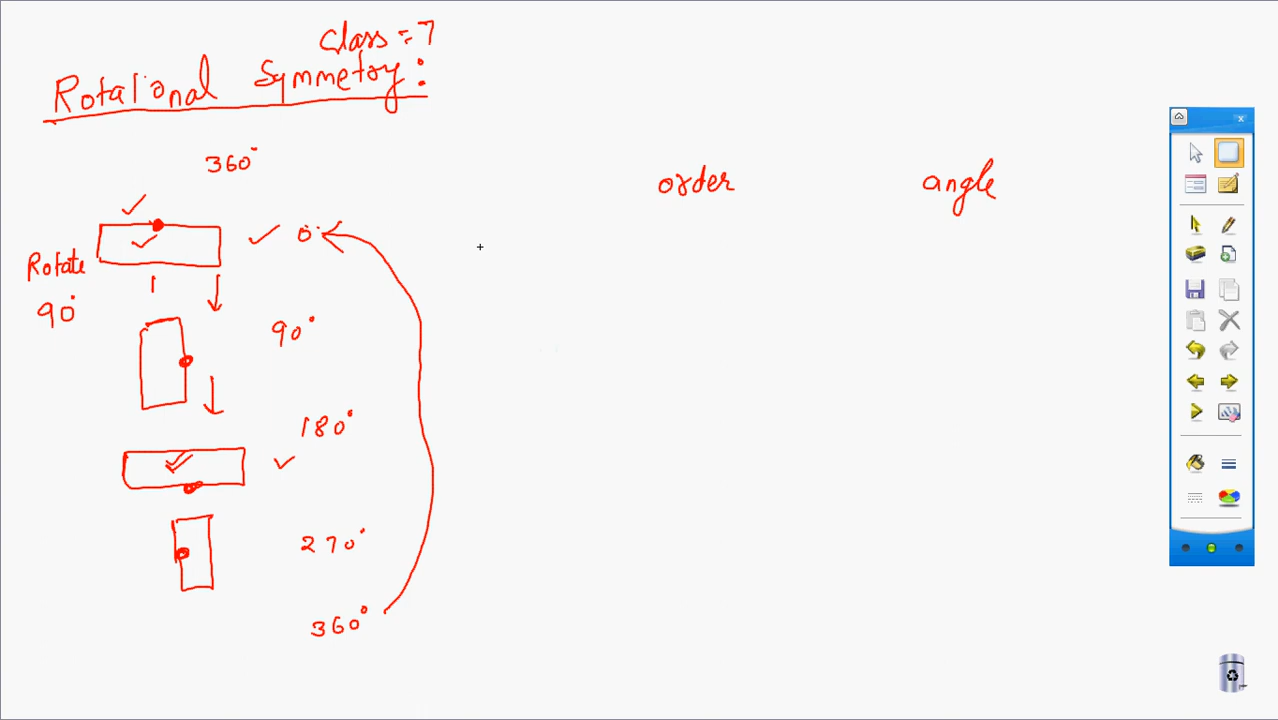 Class = 7
Rotational Symmetry:
360°
order angle
0°
Rotate
90°
90°
180°
270°
360°